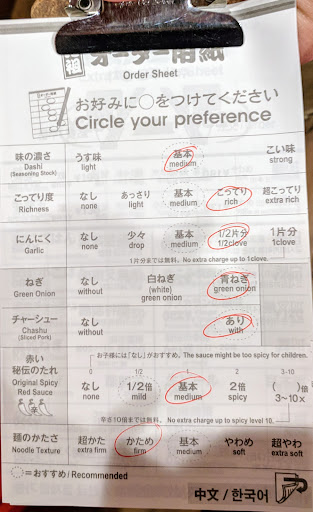 オーダー用紙
Order Sheet
お好みに○をつけてください
Circle your preference
味の濃さ うす味 基本 こい味
Dashi light medium strong
(Seasoning Stock)
こってり度 なし あっさり 基本 こってり 超こってり
Richness none light medium rich extra rich
にんにく なし 少々 基本 1/2片分 1片分
Garlic none drop medium 1/2clove 1clove
1片分までは無料。No extra charge up to 1clove.
ねぎ なし 白ねぎ 青ねぎ
Green Onion without (white) green onion
green onion
チャーシュー なし あり
Chashu without with
(Sliced Pork)
お子様には「なし」がおすすめ。The sauce might be too spicy for children.
赤い 0 1/2 1 2 3-10
秘伝のたれ なし 1/2倍 基本 2倍 ( )倍
Original Spicy none mild medium spicy 3~10×
Red Sauce
辛
辛さ10倍までは無料。No extra charge up to spicy level 10.
麺のかたさ 超かた かため 基本 やわめ 超やわ
Noodle Texture extra firm firm medium soft extra soft
=おすすめ/Recommended
中文/한국어